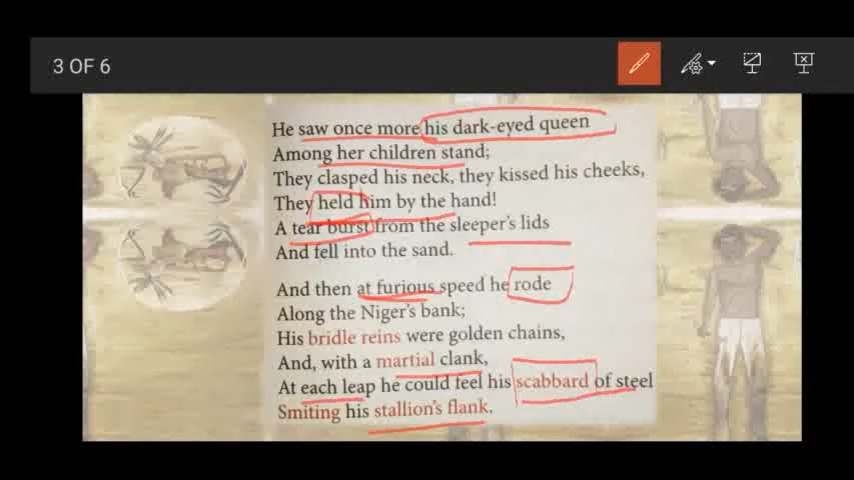 3 OF 6
He saw once more his dark-eyed queen
Among her children stand;
They clasped his neck, they kissed his cheeks,
They held him by the hand!
A tear burst from the sleeper's lids
And fell into the sand.
And then at furious speed he rode
Along the Niger's bank;
His bridle reins were golden chains,
And, with a martial clank,
At each leap he could feel his scabbard of steel
Smiting his stallion's flank.